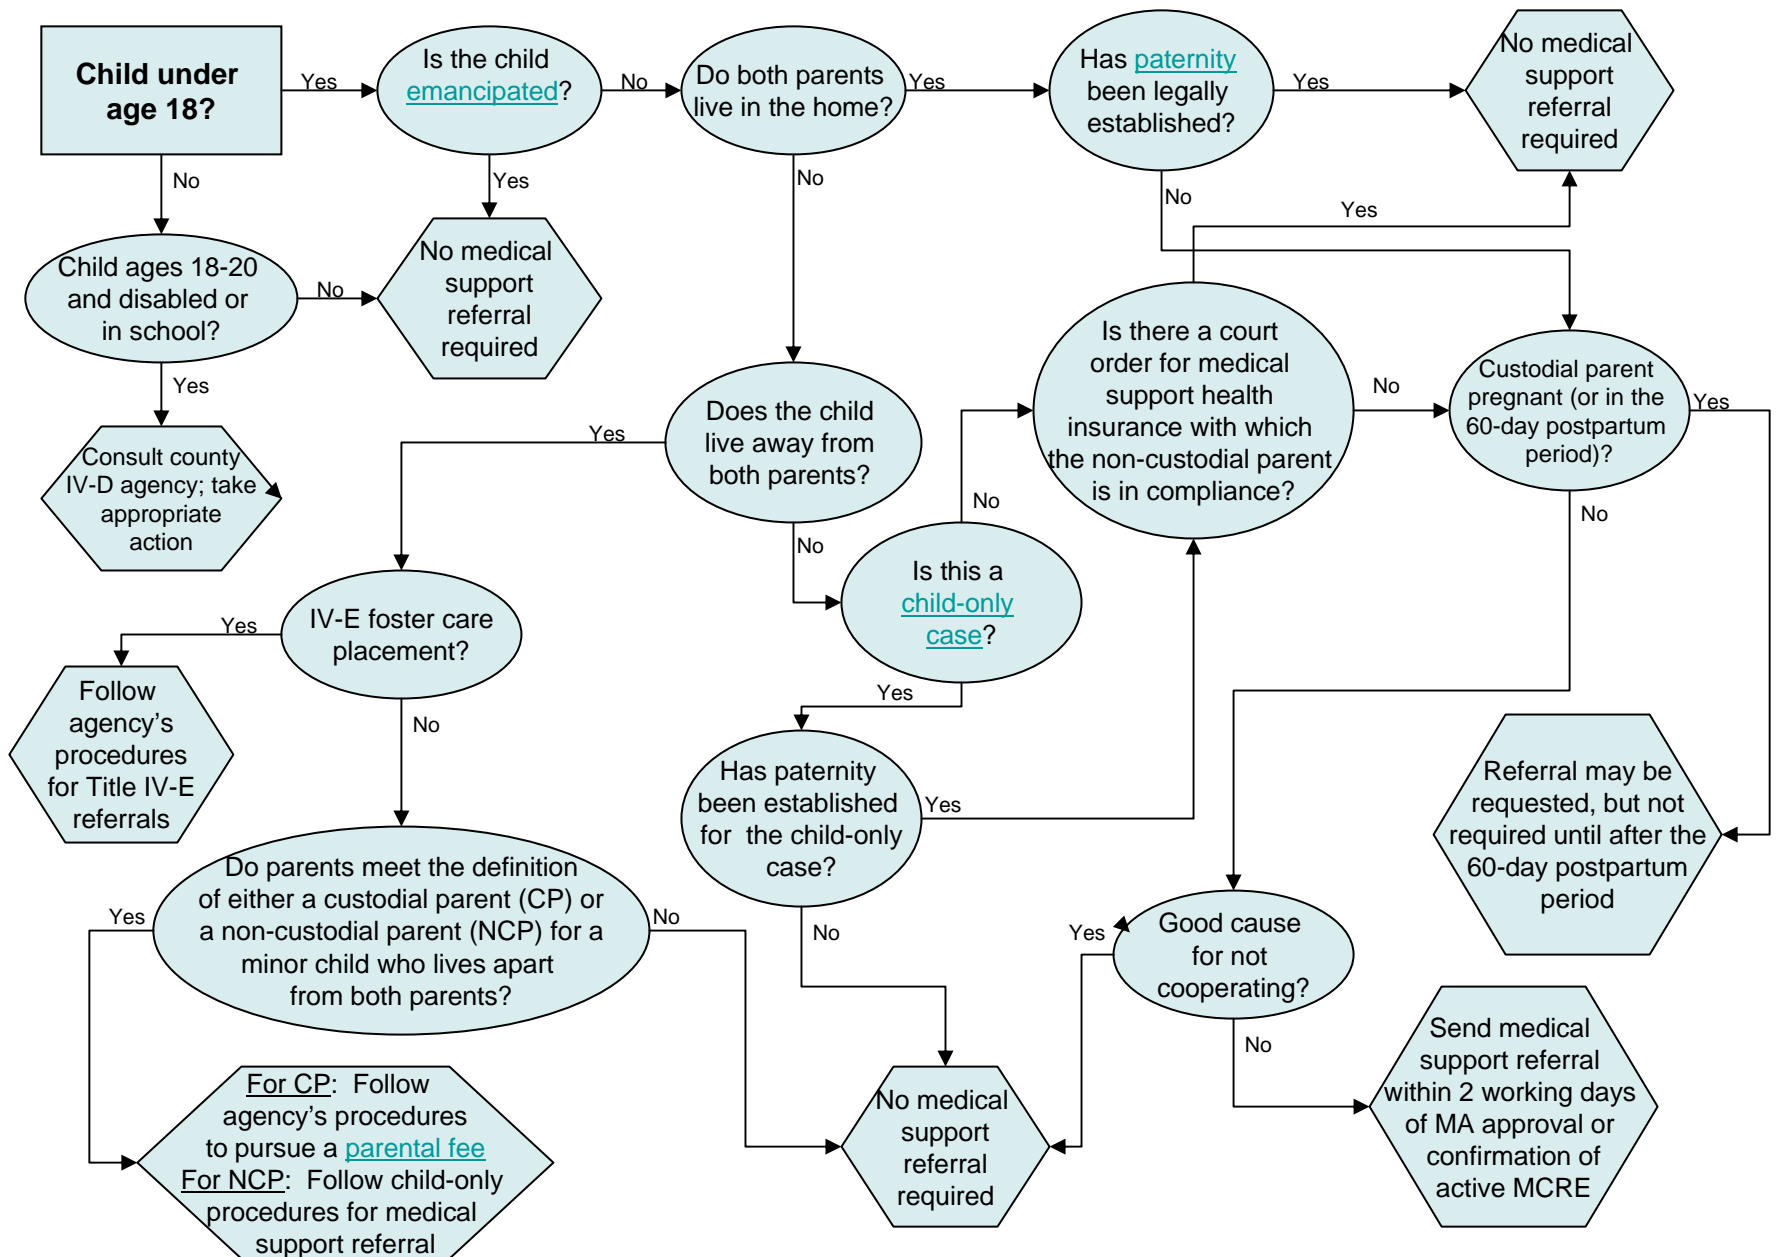 Child under
age 18?
Yes
Is the child
emancipated?
No
Do both parents
live in the home?
Yes
Has paternity
been legally
established?
Yes
No medical
support
referral
required
No
Yes
No
No
Yes
Child ages 18-20
and disabled or
in school?
No
No medical
support
referral
required
Is there a court
order for medical
support health
insurance with which
the non-custodial parent
is in compliance?
No
Custodial parent
pregnant (or in the
60-day postpartum
period)?
Yes
Yes
Consult county
IV-D agency; take
appropriate
action
Does the child
live away from
both parents?
Yes
No
No
No
Is this a
child-only
case?
IV-E foster care
placement?
Yes
Yes
No
Follow
agency's
procedures
for Title IV-E
referrals
Has paternity
been established
for the child-only
case?
Yes
Referral may be
requested, but not
required until after the
60-day postpartum
period
Do parents meet the definition
of either a custodial parent (CP) or
a non-custodial parent (NCP) for a
minor child who lives apart
from both parents?
Yes
No
No
Yes
Good cause
for not
cooperating?
No
For CP: Follow
agency's procedures
to pursue a parental fee
For NCP: Follow child-only
procedures for medical
support referral
No medical
support
referral
required
Send medical
support referral
within 2 working days
of MA approval or
confirmation of
active MCRE